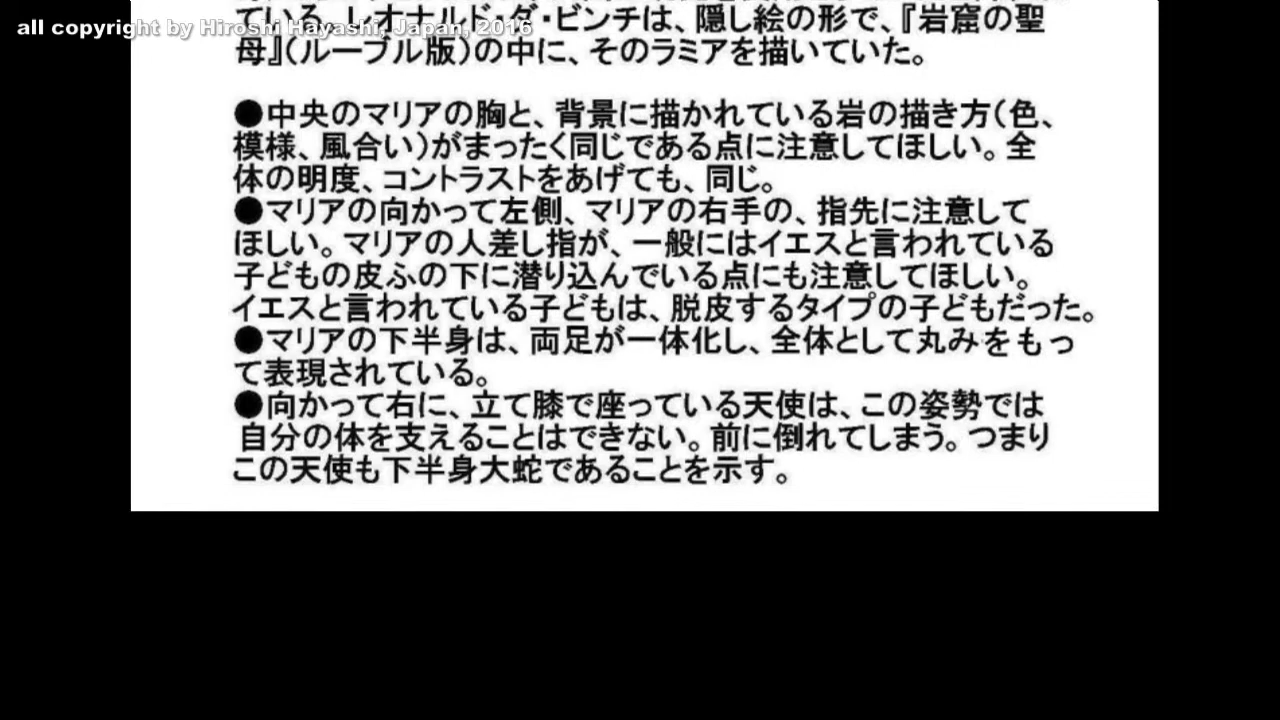 all copyright by Hiroshi Hayashi, Japan, 2016
ている。レオナルド・ダ・ビンチは、隠し絵の形で、『岩窟の聖
母』（ルーブル版）の中に、そのラミアを描いていた。
●中央のマリアの胸と、背景に描かれている岩の描き方（色、
模様、風合い）がまったく同じである点に注意してほしい。全
体の明度、コントラストをあげても、同じ。
●マリアの向かって左側、マリアの右手の、指先に注意して
ほしい。マリアの人差し指が、一般にはイエスと言われている
子どもの皮ふの下に潜り込んでいる点にも注意してほしい。
イエスと言われている子どもは、脱皮するタイプの子どもだった。
●マリアの下半身は、両足が一体化し、全体として丸みをもっ
て表現されている。
●向かって右に、立て膝で座っている天使は、この姿勢では
自分の体を支えることはできない。前に倒れてしまう。つまり
この天使も下半身大蛇であることを示す。